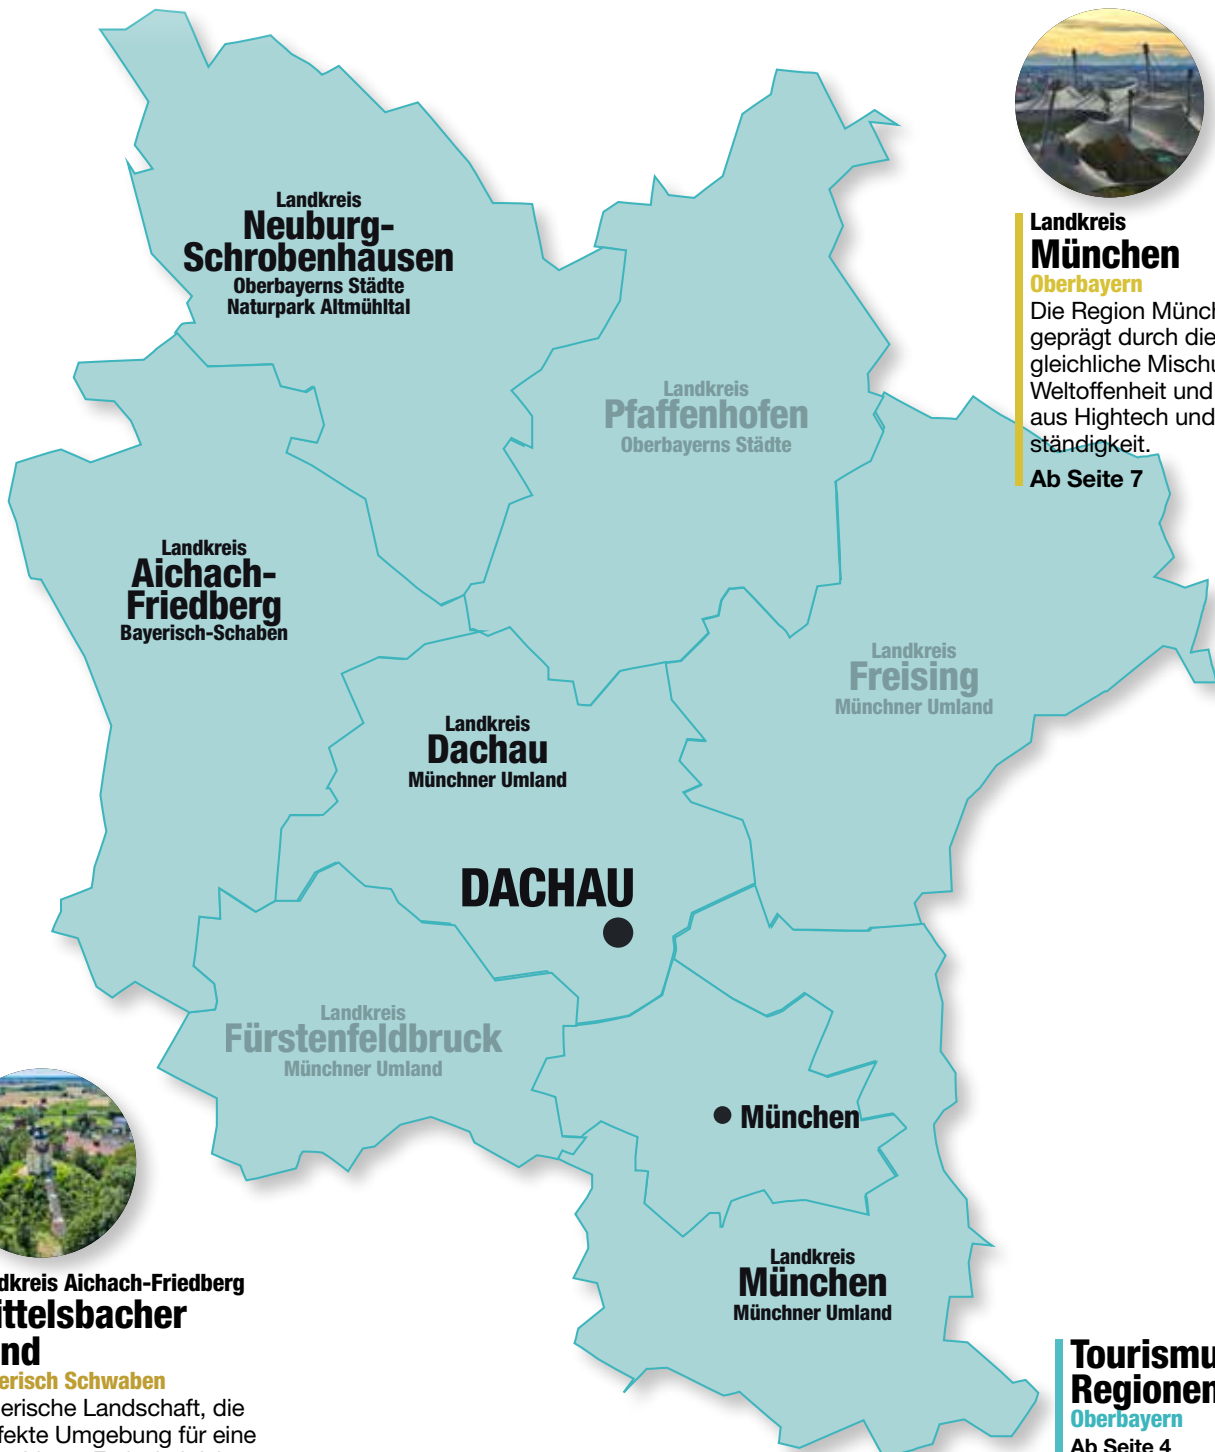 Landkreis
Neuburg-
Schrobenhausen
Oberbayerns Städte
Naturpark Altmühltal
Landkreis
München
Oberbayern
Die Region Münch
geprägt durch die
gleichliche Mischu
Weltoffenheit und
aus Hightech und
ständigkeit.
Ab Seite 7
Landkreis
Pfaffenhofen
Oberbayerns Städte
Landkreis
Aichach-
Friedberg
Bayerisch-Schaben
Landkreis
Freising
Münchner Umland
Landkreis
Dachau
Münchner Umland
DACHAU
Landkreis
Fürstenfeldbruck
Münchner Umland
München
Landkreis
München
Münchner Umland
dkreis Aichach-Friedberg
ittelsbacher
nd
erisch Schwaben
erische Landschaft, die
fekte Umgebung für eine
Tourismu
Regionen
Oberbayern
Ab Seite 4